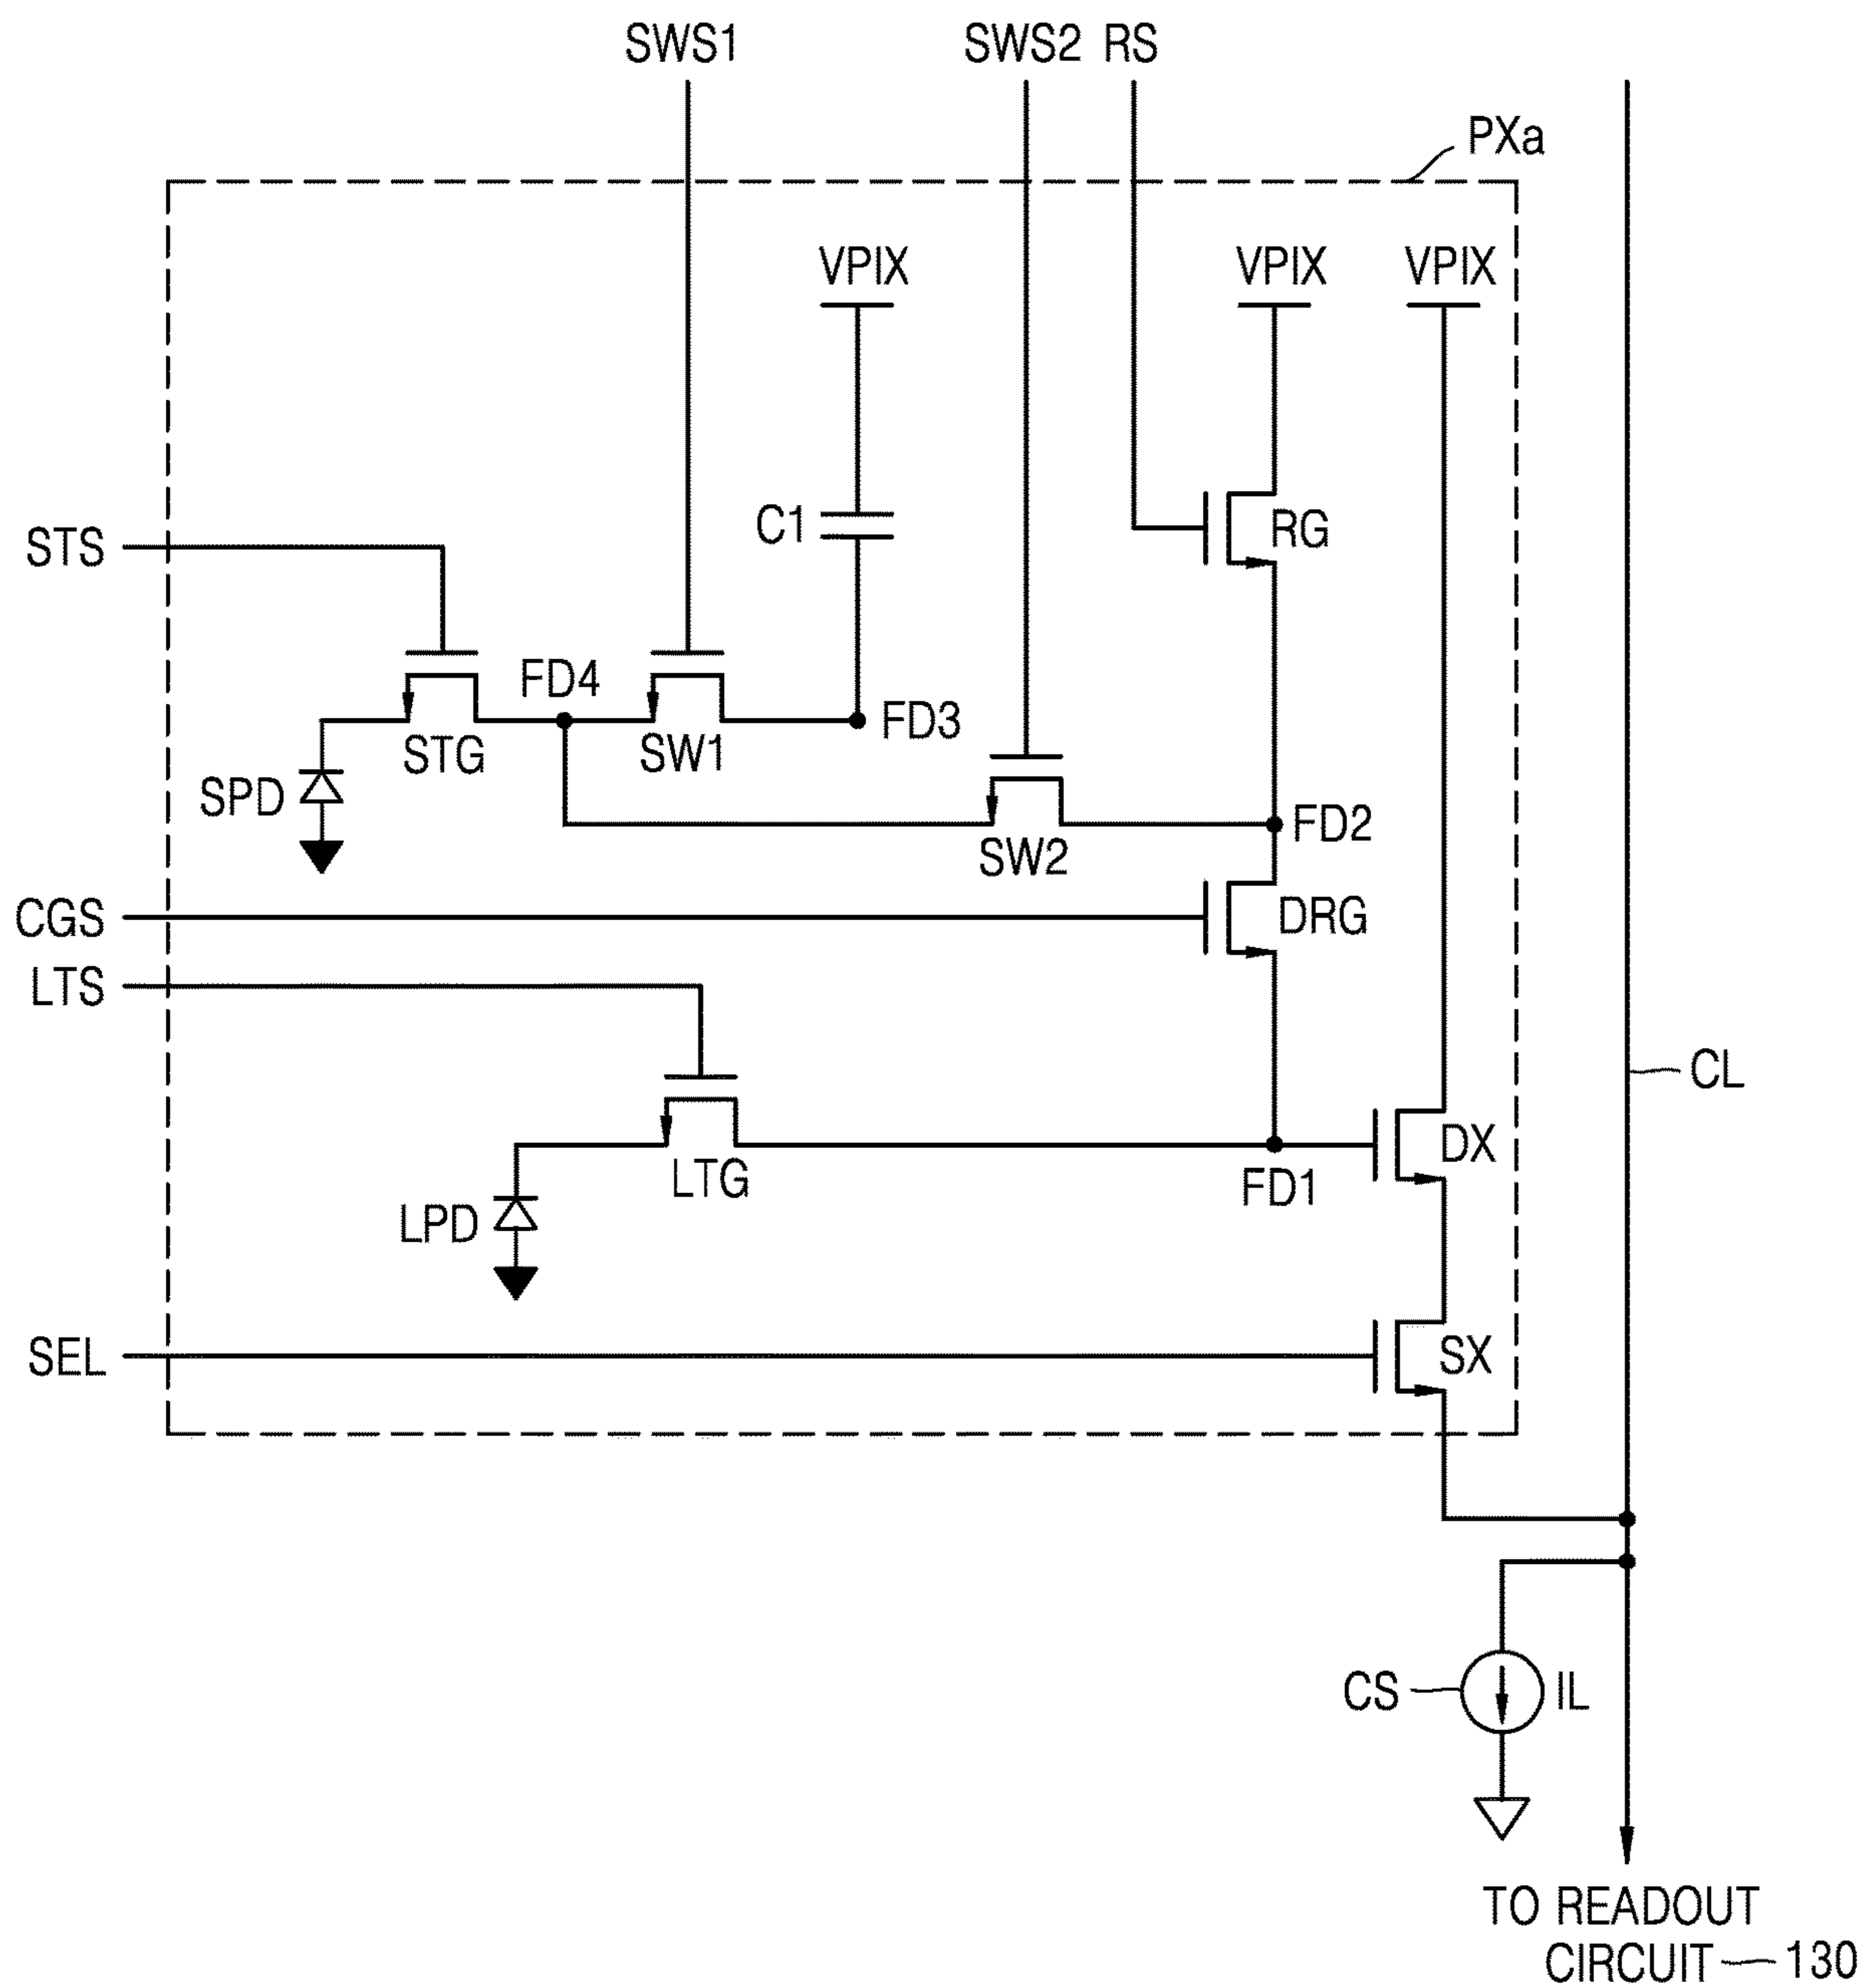 SWS1
SWS2
RS
PXa
VPIX
VPIX
VPIX
C1
RG
STS
FD4
FD3
STG
SW1
SPD
FD2
SW2
CGS
DRG
LTS
CL
DX
LTG
FD1
LPD
SEL
SX
CS
IL
TO READOUT
CIRCUIT 130